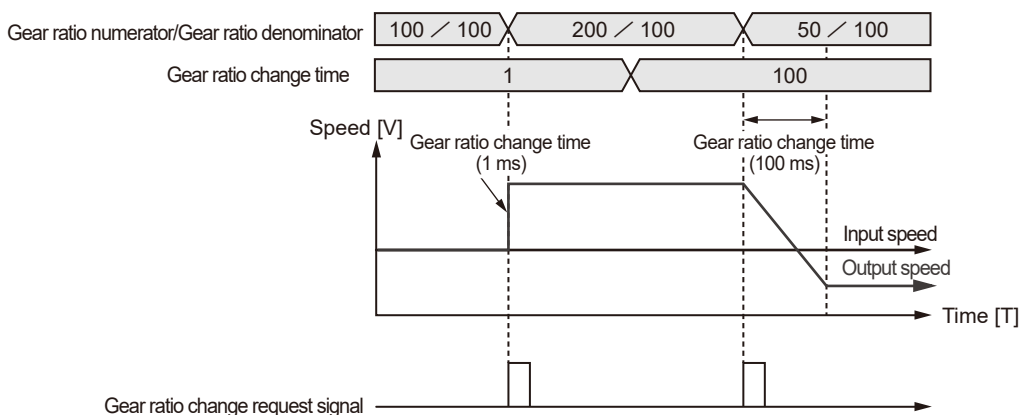 Gear ratio numerator/Gear ratio denominator 100 ／ 100 200 ／ 100 50 ／ 100
Gear ratio change time 1 100
Speed [V]
Gear ratio change time
(1 ms)
Gear ratio change time
(100 ms)
Input speed
Output speed
Time [T]
Gear ratio change request signal